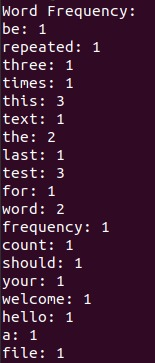 Word Frequency:
be: 1
repeated: 1
three: 1
times: 1
this: 3
text: 1
the: 2
last: 1
test: 3
for: 1
word: 2
frequency: 1
count: 1
should: 1
your: 1
welcome: 1
hello: 1
a: 1
file: 1